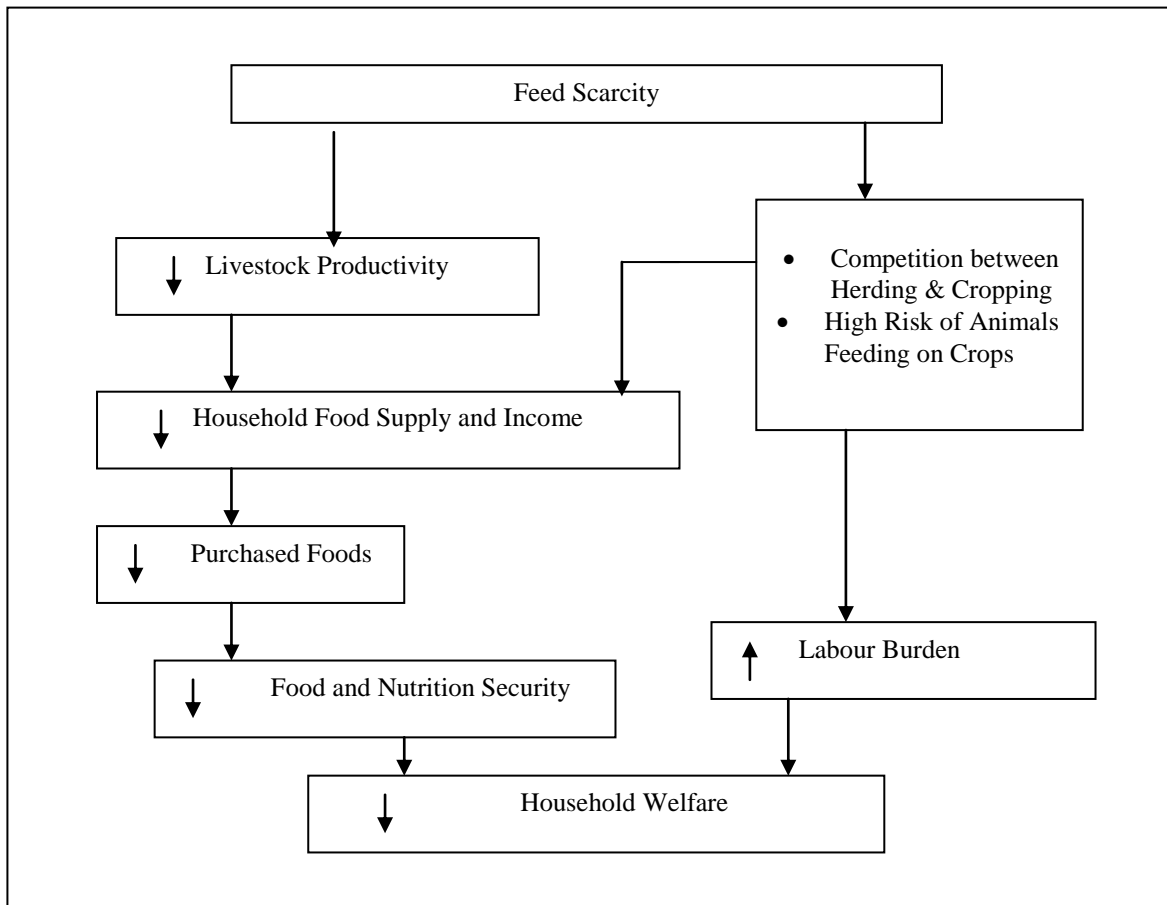 Feed Scarcity
Livestock Productivity
• Competition between
Herding & Cropping
• High Risk of Animals
Feeding on Crops
Household Food Supply and Income
Purchased Foods
Labour Burden
Food and Nutrition Security
Household Welfare